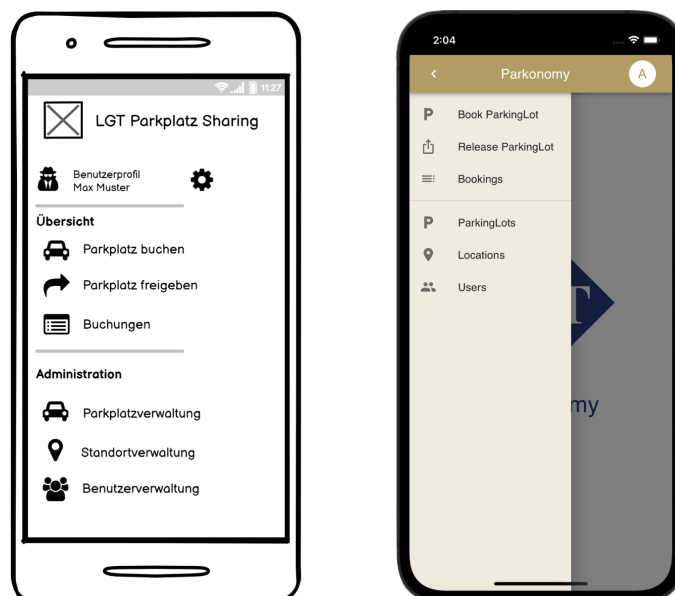 11:27
LGT Parkplatz Sharing
Benutzerprofil
Max Muster
Übersicht
Parkplatz buchen
Parkplatz freigeben
Buchungen
Administration
Parkplatzverwaltung
Standortverwaltung
Benutzerverwaltung
2:04
Parkonomy
A
P Book ParkingLot
Release ParkingLot
Bookings
P ParkingLots
Locations
Users
T
my